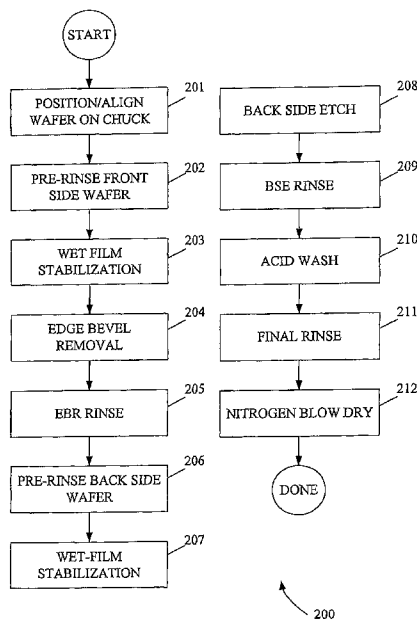 START
201
POSITION/ALIGN
WAFER ON CHUCK
202
PRE-RINSE FRONT
SIDE WAFER
203
WET FILM
STABILIZATION
204
EDGE BEVEL
REMOVAL
205
EBR RINSE
206
PRE-RINSE BACK SIDE
WAFER
207
WET-FILM
STABILIZATION
208
BACK SIDE ETCH
209
BSE RINSE
210
ACID WASH
211
FINAL RINSE
212
NITROGEN BLOW DRY
DONE
200